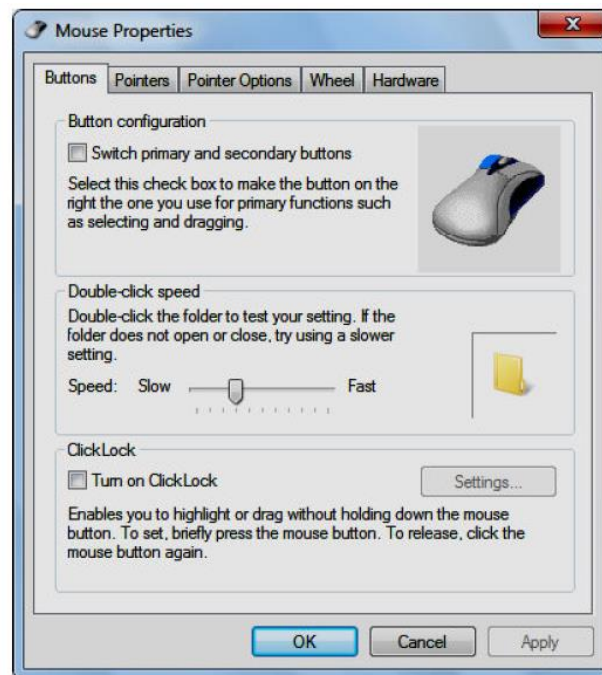 Mouse Properties
Buttons Pointers Pointer Options Wheel Hardware
Button configuration
Switch primary and secondary buttons
Select this check box to make the button on the
right the one you use for primary functions such
as selecting and dragging.
Double-click speed
Double-click the folder to test your setting. If the
folder does not open or close, try using a slower
setting.
Speed: Slow Fast
ClickLock
Turn on ClickLock
Settings...
Enables you to highlight or drag without holding down the mouse
button. To set, briefly press the mouse button. To release, click the
mouse button again.
OK Cancel Apply